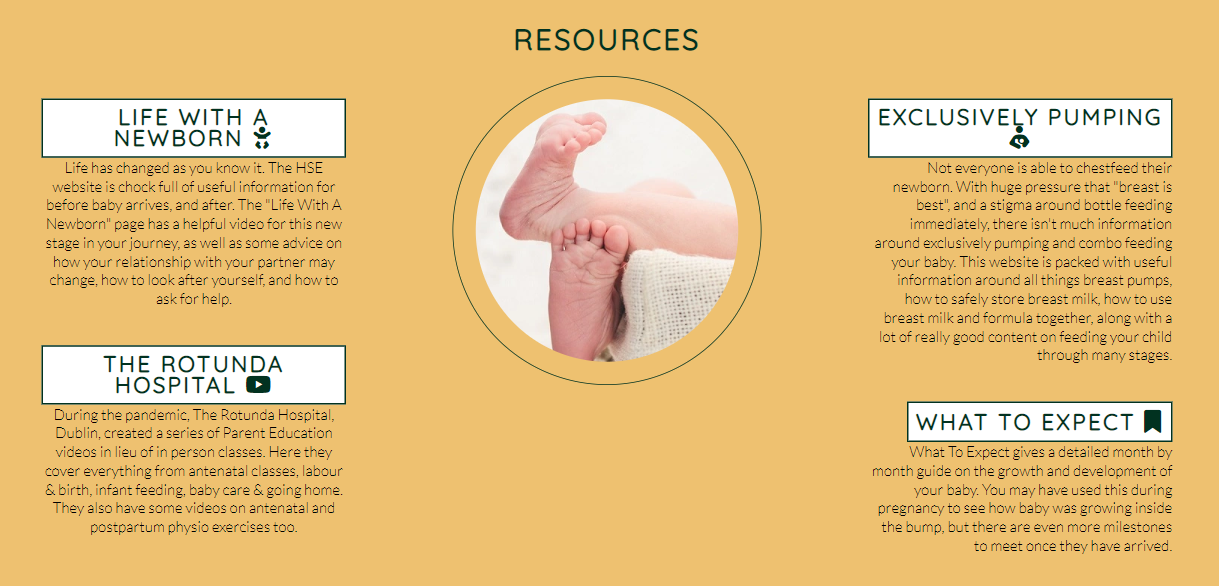 RESOURCES
LIFE WITH A
NEWBORN
Life has changed as you know it. The HSE
website is chock full of useful information for
before baby arrives, and after. The "Life With A
Newborn" page has a helpful video for this new
stage in your journey, as well as some advice on
how your relationship with your partner may
change, how to look after yourself, and how to
ask for help.
THE ROTUNDA
HOSPITAL
During the pandemic, The Rotunda Hospital,
Dublin, created a series of Parent Education
videos in lieu of in person classes. Here they
cover everything from antenatal classes, labour
& birth, infant feeding, baby care & going home.
They also have some videos on antenatal and
postpartum physio exercises too.
EXCLUSIVELY PUMPING
Not everyone is able to chestfeed their
newborn. With huge pressure that "breast is
best", and a stigma around bottle feeding
immediately, there isn't much information
around exclusively pumping and combo feeding
your baby. This website is packed with useful
information around all things breast pumps,
how to safely store breast milk, how to use
breast milk and formula together, along with a
lot of really good content on feeding your child
through many stages.
WHAT TO EXPECT
What To Expect gives a detailed month by
month guide on the growth and development of
your baby. You may have used this during
pregnancy to see how baby was growing inside
the bump, but there are even more milestones
to meet once they have arrived.